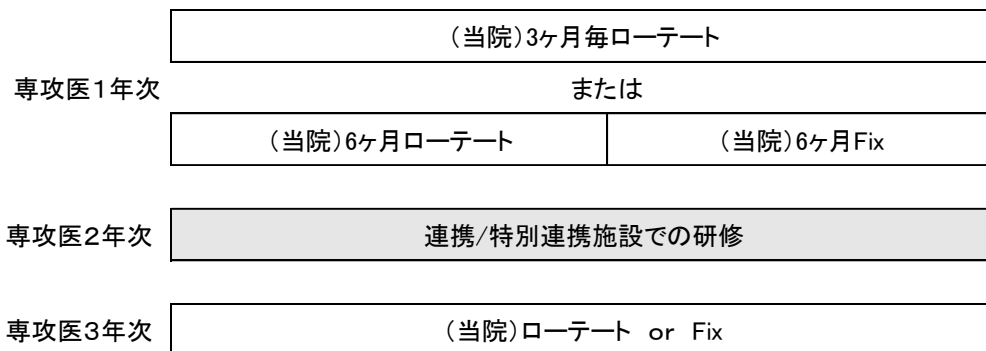 (当院)3ヶ月毎ローテート
専攻医1年次 または
(当院)6ヶ月ローテート (当院)6ヶ月Fix
専攻医2年次 連携/特別連携施設での研修
専攻医3年次 (当院)ローテート or Fix